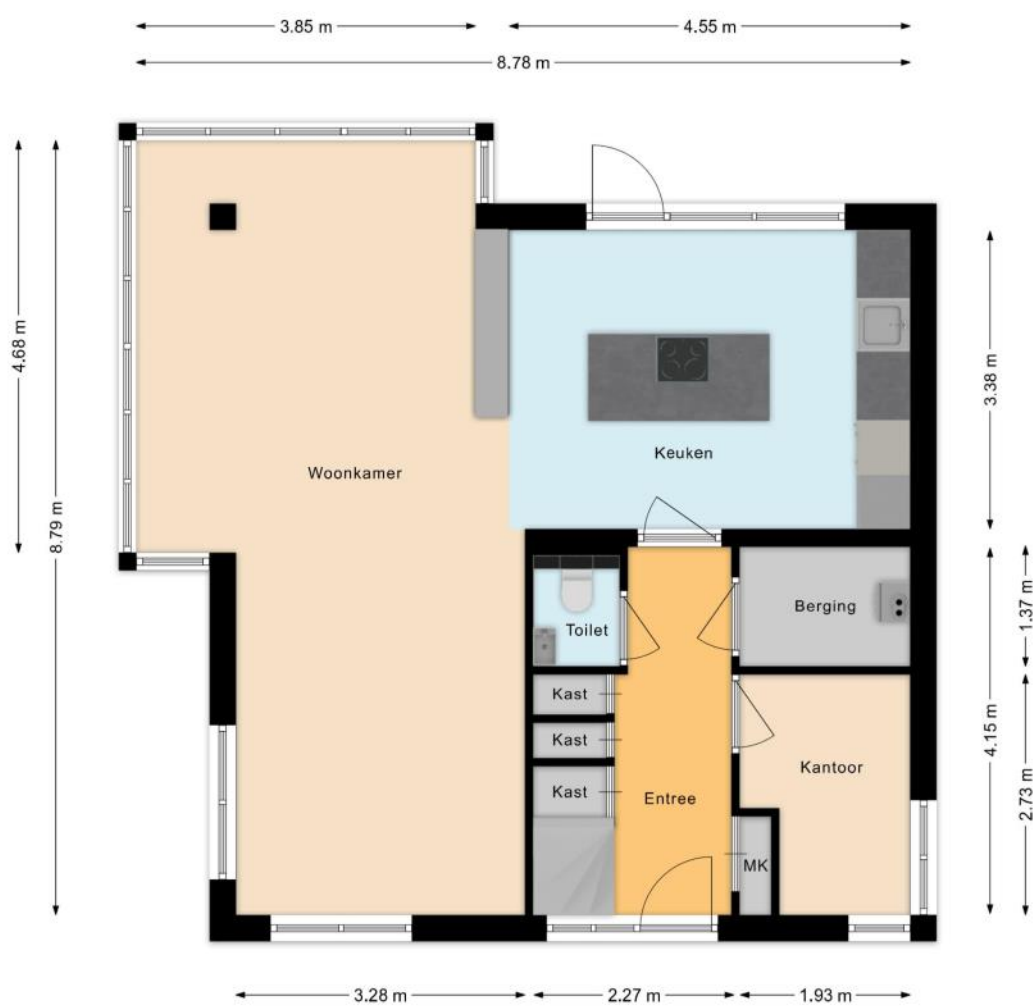 3.85 m
4.55 m
8.78 m
4.68 m
8.79 m
3.38 m
Woonkamer
Keuken
Toilet
Berging
1.37 m
Kast
Kast
Kast
Entree
Kantoor
MK
4.15 m
2.73 m
3.28 m
2.27 m
1.93 m